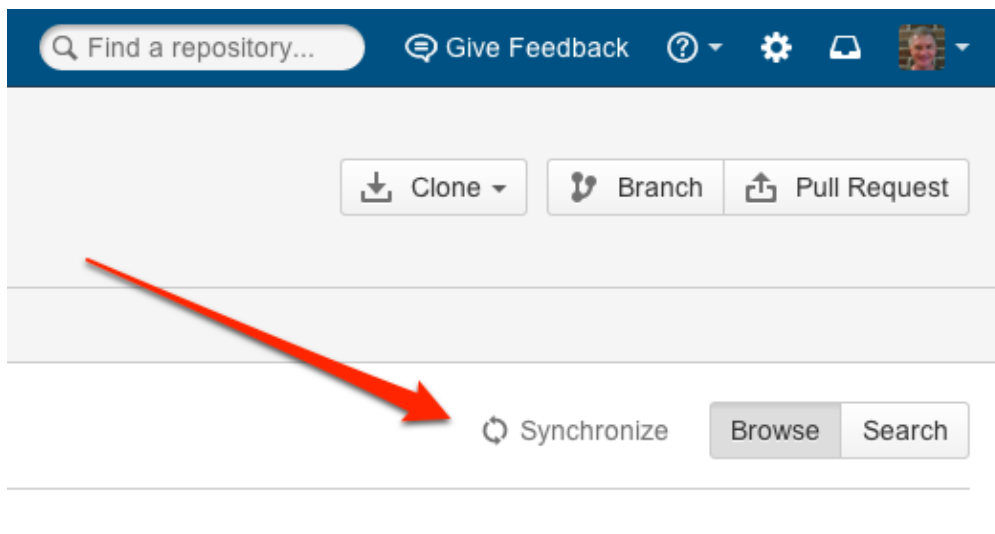 Find a repository... Give Feedback
Clone Branch Pull Request
Synchronize Browse Search